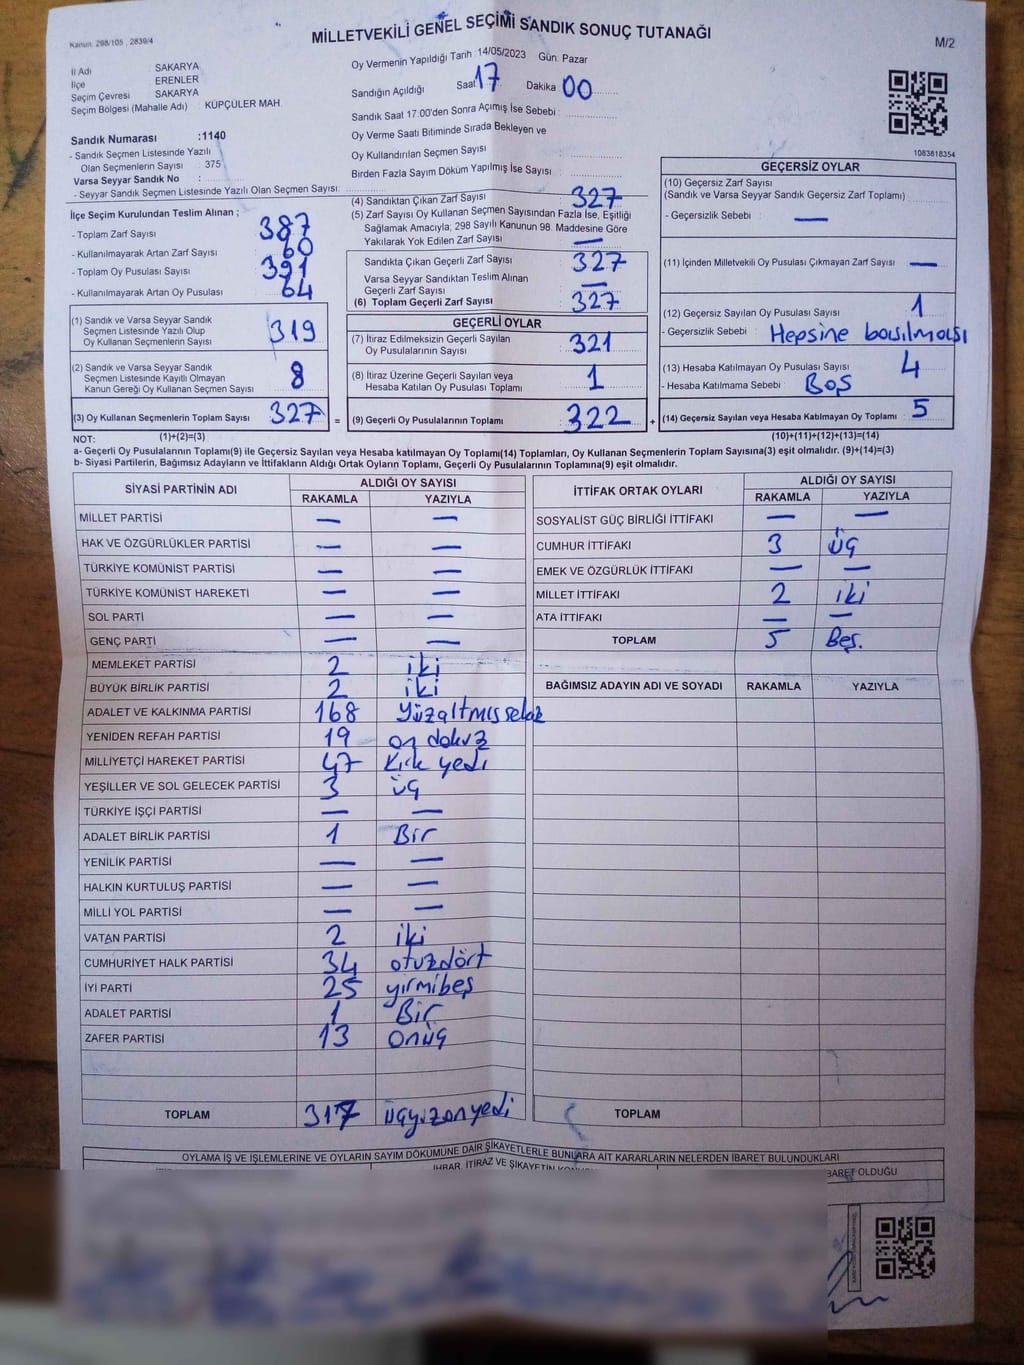 Kanun: 298/105, 2839/4
MİLLETVEKİLİ GENEL SEÇİMİ SANDIK SONUÇ TUTANAĞI
M/2
İl Adı SAKARYA
İlçe ERENLER
Seçim Çevresi SAKARYA
Seçim Bölgesi (Mahalle Adı) : KÜPÇÜLER MAH.
Sandık Numarası :1140
- Sandık Seçmen Listesinde Yazılı
Olan Seçmenlerin Sayısı : 375
Varsa Seyyar Sandık No :
- Seyyar Sandık Seçmen Listesinde Yazılı Olan Seçmen Sayısı:
Oy Vermenin Yapıldığı Tarih : 14/05/2023 Gün: Pazar
Sandığın Açıldığı Saat 17 Dakika 00
Sandık Saat 17:00'den Sonra Açılmış İse Sebebi :
Oy Verme Saati Bitiminde Sırada Bekleyen ve
Oy Kullandırılan Seçmen Sayısı :
Birden Fazla Sayım Döküm Yapılmış İse Sayısı :
1083618354
İlçe Seçim Kurulundan Teslim Alınan ;
- Toplam Zarf Sayısı : 387
- Kullanılmayarak Artan Zarf Sayısı : 60
- Toplam Oy Pusulası Sayısı : 391
- Kullanılmayarak Artan Oy Pusulası : 64
(1) Sandık ve Varsa Seyyar Sandık
Seçmen Listesinde Yazılı Olup
Oy Kullanan Seçmenlerin Sayısı : 319
(2) Sandık ve Varsa Seyyar Sandık
Seçmen Listesinde Kayıtlı Olmayan
Kanun Gereği Oy Kullanan Seçmen Sayısı : 8
(3) Oy Kullanan Seçmenlerin Toplam Sayısı : 327 =
(1)+(2)=(3)
(4) Sandıktan Çıkan Zarf Sayısı : 327
(5) Zarf Sayısı Oy Kullanan Seçmen Sayısından Fazla İse, Eşitliği
Sağlamak Amacıyla, 298 Sayılı Kanunun 98. Maddesine Göre
Yakılarak Yok Edilen Zarf Sayısı : —
Sandıkta Çıkan Geçerli Zarf Sayısı : 327
Varsa Seyyar Sandıktan Teslim Alınan
Geçerli Zarf Sayısı : —
(6) Toplam Geçerli Zarf Sayısı : 327
GEÇERLİ OYLAR
(7) İtiraz Edilmeksizin Geçerli Sayılan
Oy Pusulalarının Sayısı : 321
(8) İtiraz Üzerine Geçerli Sayılan veya
Hesaba Katılan Oy Pusulası Toplamı : 1
(9) Geçerli Oy Pusulalarının Toplamı : 322 +
GEÇERSİZ OYLAR
(10) Geçersiz Zarf Sayısı
(Sandık ve Varsa Seyyar Sandık Geçersiz Zarf Toplamı) :
- Geçersizlik Sebebi : —
(11) İçinden Milletvekili Oy Pusulası Çıkmayan Zarf Sayısı : —
(12) Geçersiz Sayılan Oy Pusulası Sayısı : 1
- Geçersizlik Sebebi : Hepsine basılması
(13) Hesaba Katılmayan Oy Pusulası Sayısı : 4
- Hesaba Katılmama Sebebi : Boş
(14) Geçersiz Sayılan veya Hesaba Katılmayan Oy Toplamı : 5
(10)+(11)+(12)+(13)=(14)
NOT:
a- Geçerli Oy Pusulalarının Toplamı(9) ile Geçersiz Sayılan veya Hesaba katılmayan Oy Toplamı(14) Toplamları, Oy Kullanan Seçmenlerin Toplam Sayısına(3) eşit olmalıdır. (9)+(14)=(3)
b- Siyasi Partilerin, Bağımsız Adayların ve İttifakların Aldığı Ortak Oyların Toplamı, Geçerli Oy Pusulalarının Toplamına(9) eşit olmalıdır.
SİYASİ PARTİNİN ADI ALDIĞI OY SAYISI
RAKAMLA YAZIYLA
MİLLET PARTİSİ — —
HAK VE ÖZGÜRLÜKLER PARTİSİ — —
TÜRKİYE KOMÜNİST PARTİSİ — —
TÜRKİYE KOMÜNİST HAREKETİ — —
SOL PARTİ — —
GENÇ PARTİ — —
MEMLEKET PARTİSİ 2 iki
BÜYÜK BİRLİK PARTİSİ 2 iki
ADALET VE KALKINMA PARTİSİ 168 Yüzaltmışsekiz
YENİDEN REFAH PARTİSİ 19 on dokuz
MİLLİYETÇİ HAREKET PARTİSİ 47 Kırk yedi
YEŞİLLER VE SOL GELECEK PARTİSİ 3 üç
TÜRKİYE İŞÇİ PARTİSİ — —
ADALET BİRLİK PARTİSİ 1 Bir
YENİLİK PARTİSİ — —
HALKIN KURTULUŞ PARTİSİ — —
MİLLİ YOL PARTİSİ — —
VATAN PARTİSİ 2 iki
CUMHURİYET HALK PARTİSİ 34 otuzdört
İYİ PARTİ 25 yirmibeş
ADALET PARTİSİ 1 Bir
ZAFER PARTİSİ 13 Onüç
TOPLAM 317 üçyüzonyedi
İTTİFAK ORTAK OYLARI ALDIĞI OY SAYISI
RAKAMLA YAZIYLA
SOSYALİST GÜÇ BİRLİĞİ İTTİFAKI — —
CUMHUR İTTİFAKI 3 üç
EMEK VE ÖZGÜRLÜK İTTİFAKI — —
MİLLET İTTİFAKI 2 iki
ATA İTTİFAKI — —
TOPLAM 5 Beş.
BAĞIMSIZ ADAYIN ADI VE SOYADI RAKAMLA YAZIYLA
TOPLAM
OYLAMA İŞ VE İŞLEMLERİNE VE OYLARIN SAYIM DÖKÜMÜNE DAİR ŞİKAYETLERLE BUNLARA AİT KARARLARIN NELERDEN İBARET BULUNDUKLARI
İHBAR, İTİRAZ VE ŞİKAYETİN
BARET OLDUĞU